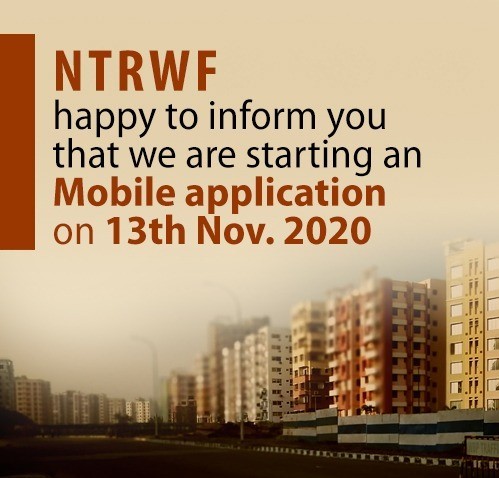 NTRWF
happy to inform you
that we are starting an
Mobile application
on 13th Nov. 2020